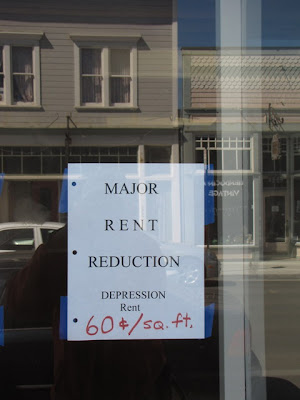 MAJOR
RENT
REDUCTION
DEPRESSION
Rent
60¢/sq. ft.